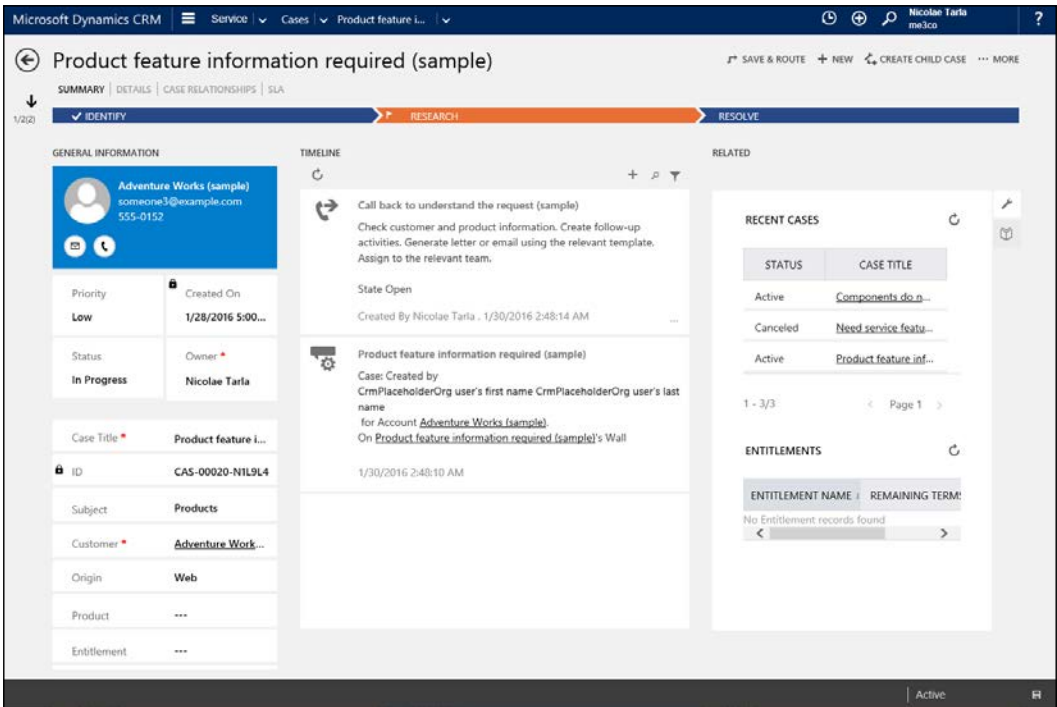 Microsoft Dynamics CRM Service Cases Product feature i... Nicolae Tarla
me3co
?
Product feature information required (sample)
SAVE & ROUTE + NEW CREATE CHILD CASE ··· MORE
SUMMARY | DETAILS | CASE RELATIONSHIPS | SLA
1/2(2)
IDENTIFY RESEARCH RESOLVE
GENERAL INFORMATION
Adventure Works (sample)
someone3@example.com
555-0152
Priority Created On
Low 1/28/2016 5:00...
Status Owner *
In Progress Nicolae Tarla
Case Title * Product feature i...
ID CAS-00020-N1L9L4
Subject Products
Customer * Adventure Work...
Origin Web
Product ---
Entitlement ---
TIMELINE
Call back to understand the request (sample)
Check customer and product information. Create follow-up
activities. Generate letter or email using the relevant template.
Assign to the relevant team.
State Open
Created By Nicolae Tarla . 1/30/2016 2:48:14 AM
...
Product feature information required (sample)
Case: Created by
CrmPlaceholderOrg user's first name CrmPlaceholderOrg user's last
name
for Account Adventure Works (sample).
On Product feature information required (sample)'s Wall
1/30/2016 2:48:10 AM
RELATED
RECENT CASES
STATUS CASE TITLE
Active Components do n...
Canceled Need service featu...
Active Product feature inf...
1 - 3/3 < Page 1 >
ENTITLEMENTS
ENTITLEMENT NAME REMAINING TERMS
No Entitlement records found
Active